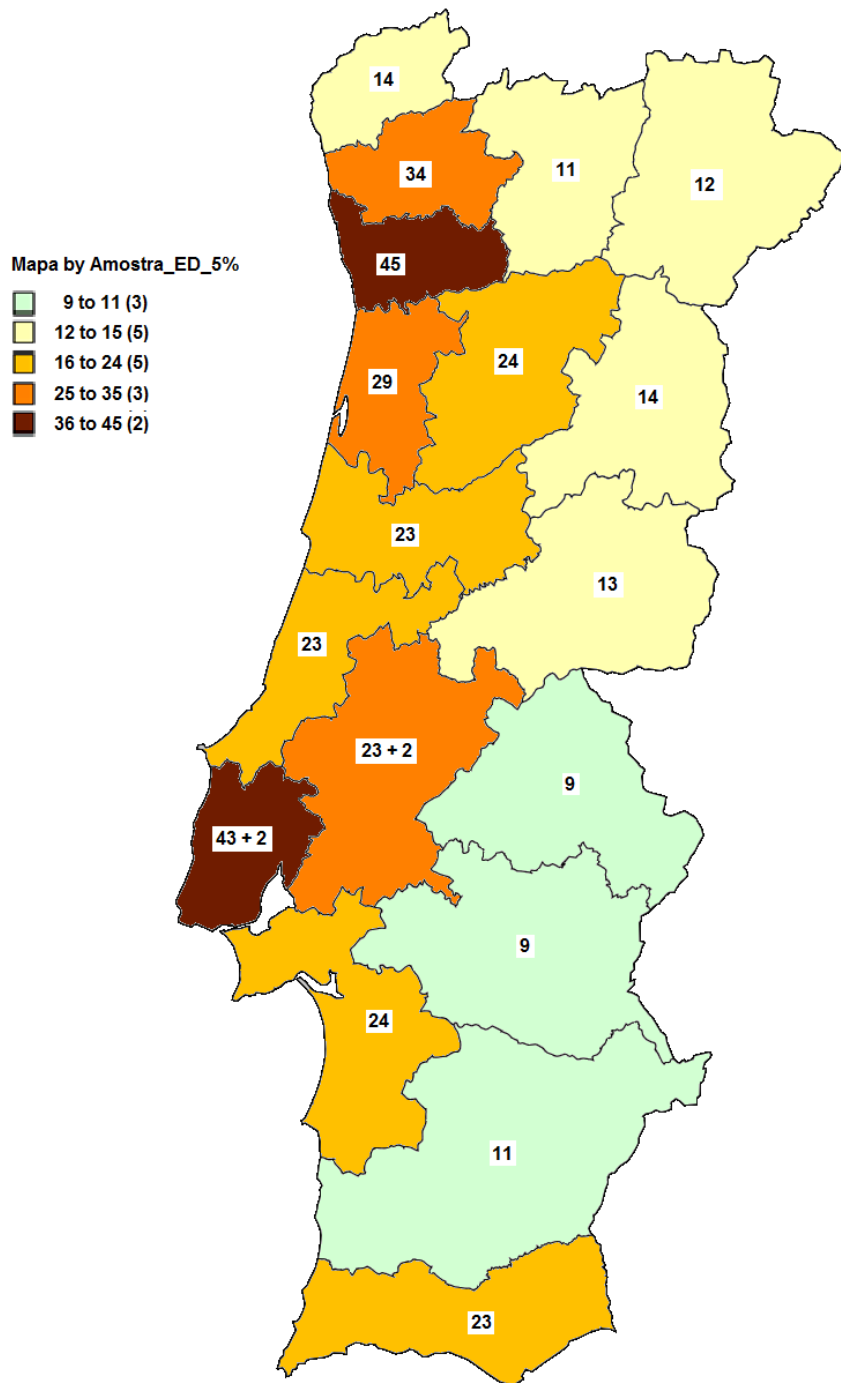 14
34
11
12
45
Mapa by Amostra_ED_5%
9 to 11 (3)
12 to 15 (5)
16 to 24 (5)
25 to 35 (3)
36 to 45 (2)
24
29
14
23
13
23
23 + 2
9
43 + 2
9
24
11
23